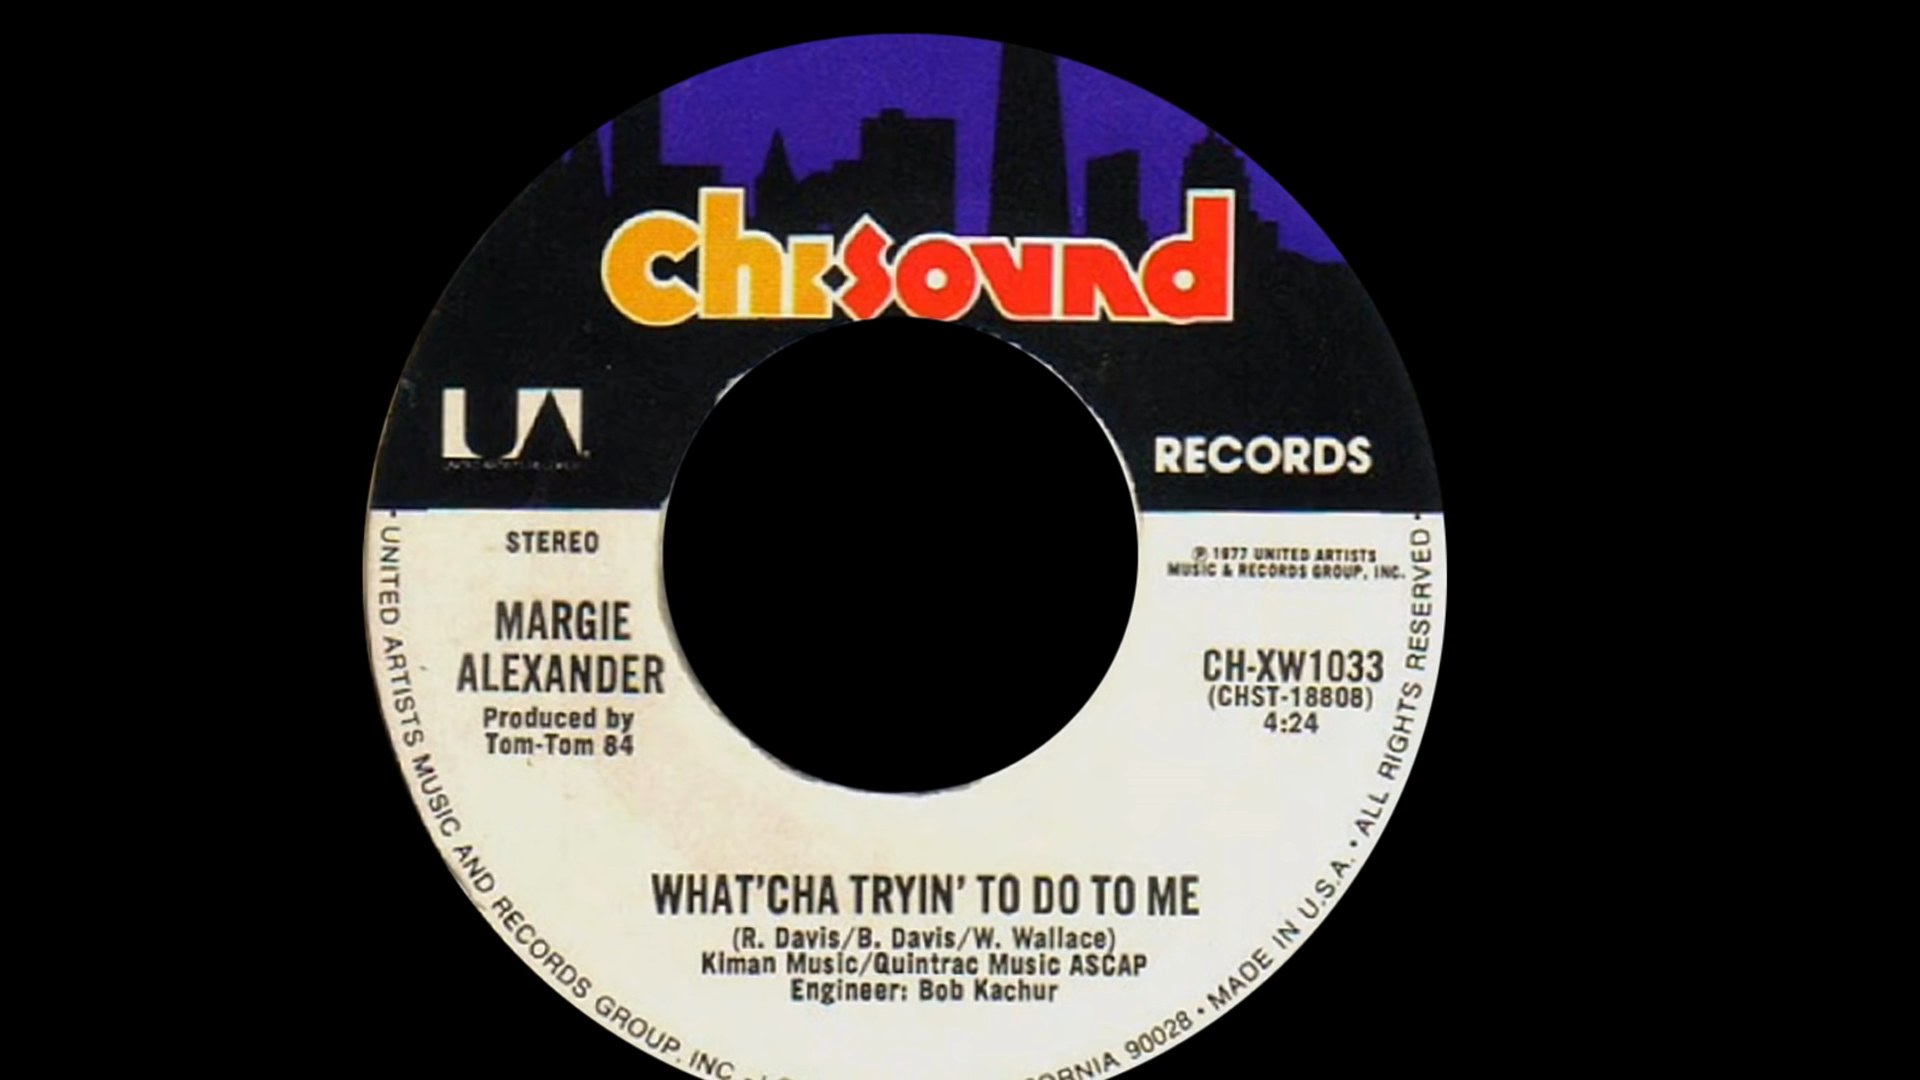 Chi-Sound
UA
RECORDS
STEREO
MARGIE
ALEXANDER
Produced by
Tom-Tom 84
℗ 1977 UNITED ARTISTS
MUSIC & RECORDS GROUP, INC.
CH-XW1033
(CHST-18808)
4:24
WHAT'CHA TRYIN' TO DO TO ME
(R. Davis/B. Davis/W. Wallace)
Kiman Music/Quintrac Music ASCAP
Engineer: Bob Kachur
• UNITED ARTISTS MUSIC AND RECORDS GROUP, INC. • 90028 • MADE IN U.S.A. • ALL RIGHTS RESERVED •